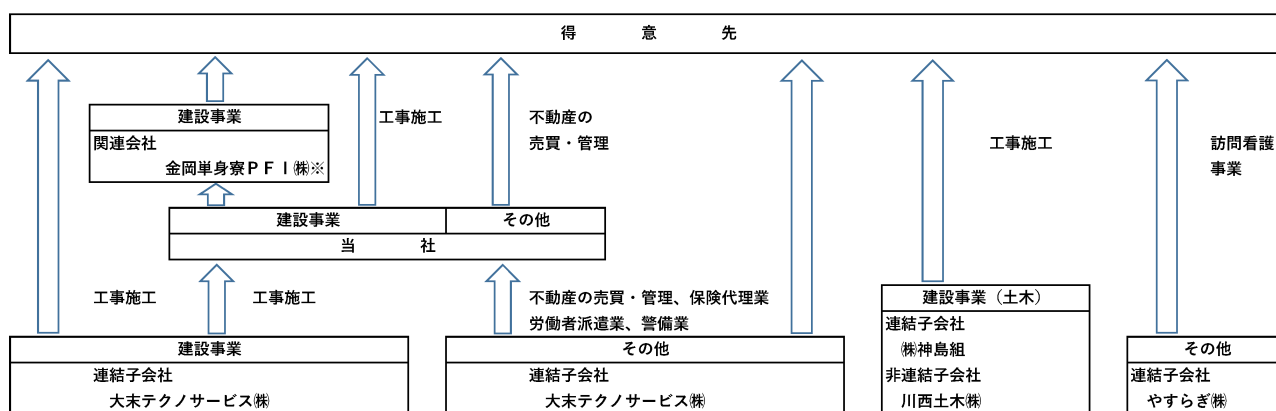 得意先
建設事業
関連会社
金岡単身寮PFI㈱※
工事施工
不動産の
売買・管理
工事施工
訪問看護
事業
建設事業 その他
当社
工事施工
工事施工
不動産の売買・管理、保険代理業
労働者派遣業、警備業
建設事業(土木)
連結子会社
㈱神島組
非連結子会社
川西土木㈱
建設事業
連結子会社
大末テクノサービス㈱
その他
連結子会社
大末テクノサービス㈱
その他
連結子会社
やすらぎ㈱